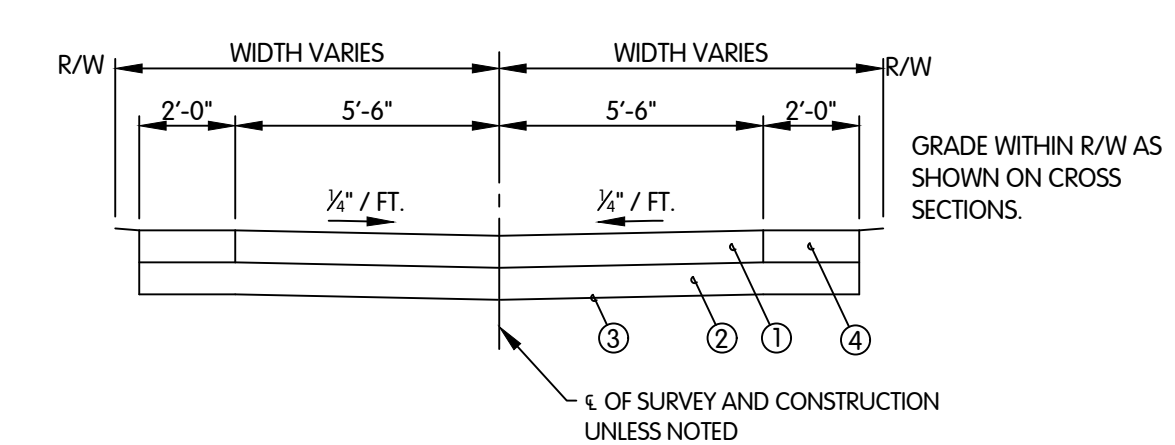 WIDTH VARIES WIDTH VARIES
R/W R/W
2'-0" 5'-6" 5'-6" 2'-0"
GRADE WITHIN R/W AS
SHOWN ON CROSS
SECTIONS.
¼" / FT. ¼" / FT.
③ ② ① ④
℄ OF SURVEY AND CONSTRUCTION
UNLESS NOTED